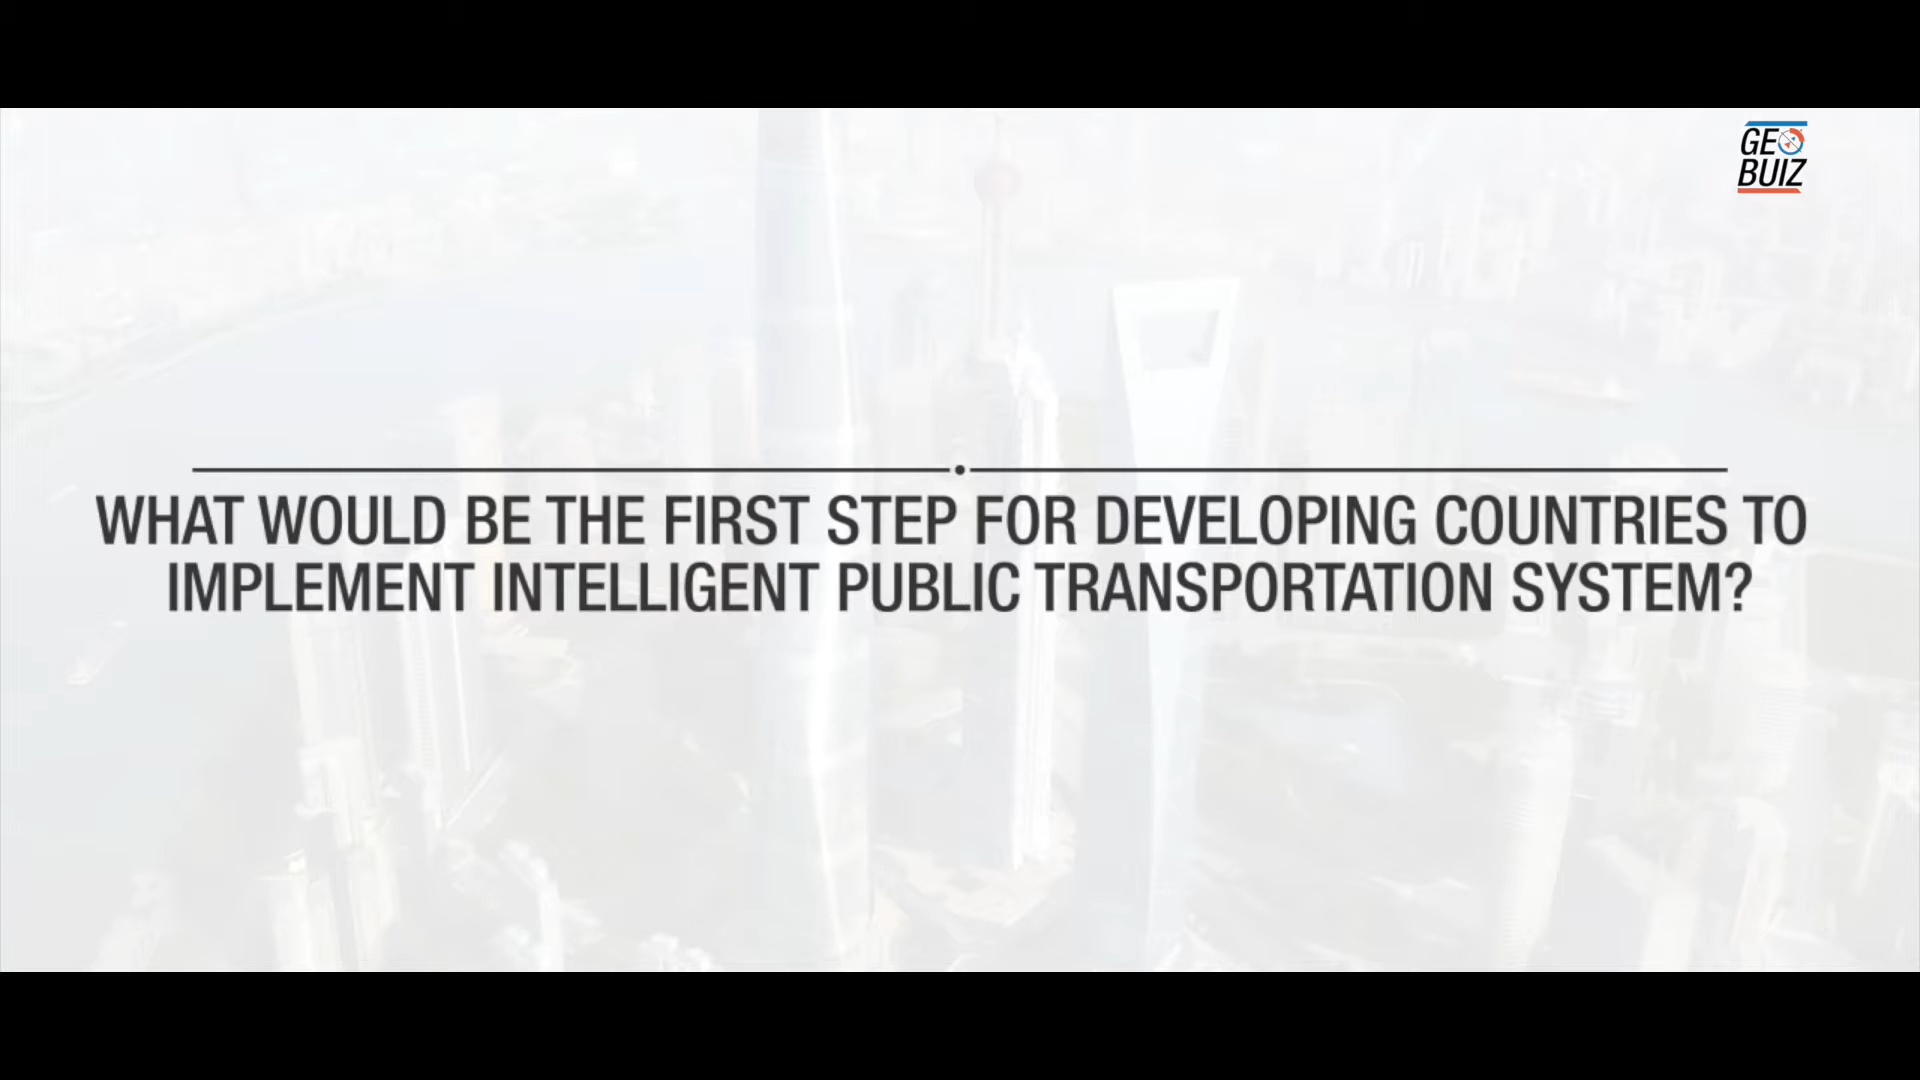 GEO
BUIZ
WHAT WOULD BE THE FIRST STEP FOR DEVELOPING COUNTRIES TO
IMPLEMENT INTELLIGENT PUBLIC TRANSPORTATION SYSTEM?